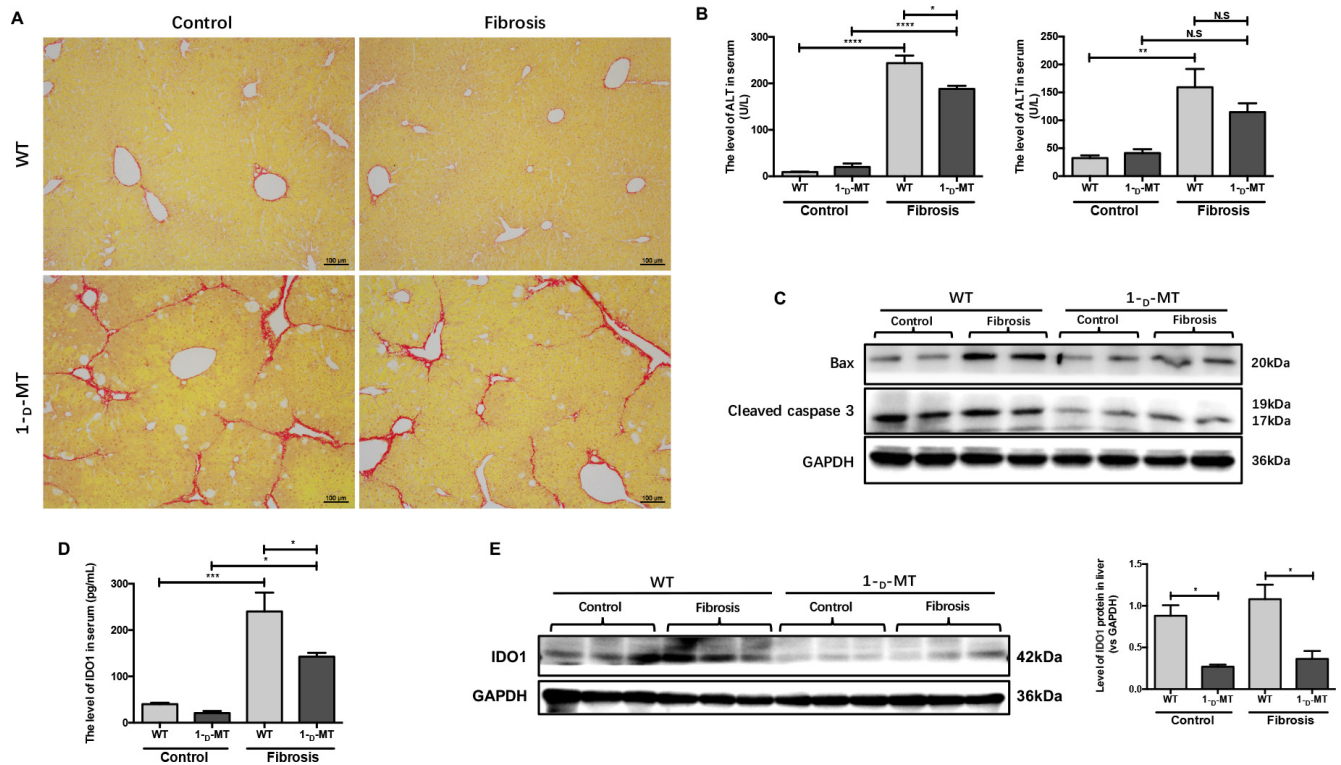 A
Control
Fibrosis
WT
1-D-MT
100 μm
100 μm
100 μm
100 μm
B
The level of ALT in serum
(U/L)
300
200
100
0
****
****
*
WT
1-D-MT
WT
1-D-MT
Control
Fibrosis
The level of ALT in serum
(U/L)
250
200
150
100
50
0
**
N.S
N.S
WT
1-D-MT
WT
1-D-MT
Control
Fibrosis
C
WT
1-D-MT
Control
Fibrosis
Control
Fibrosis
Bax
20kDa
Cleaved caspase 3
19kDa
17kDa
GAPDH
36kDa
D
The level of IDO1 in serum (pg/mL)
300
200
100
0
***
*
*
WT
1-D-MT
WT
1-D-MT
Control
Fibrosis
E
WT
1-D-MT
Control
Fibrosis
Control
Fibrosis
IDO1
42kDa
GAPDH
36kDa
Level of IDO1 protein in liver
(vs GAPDH)
1.5
1.0
0.5
0.0
*
*
WT
1-D-MT
WT
1-D-MT
Control
Fibrosis